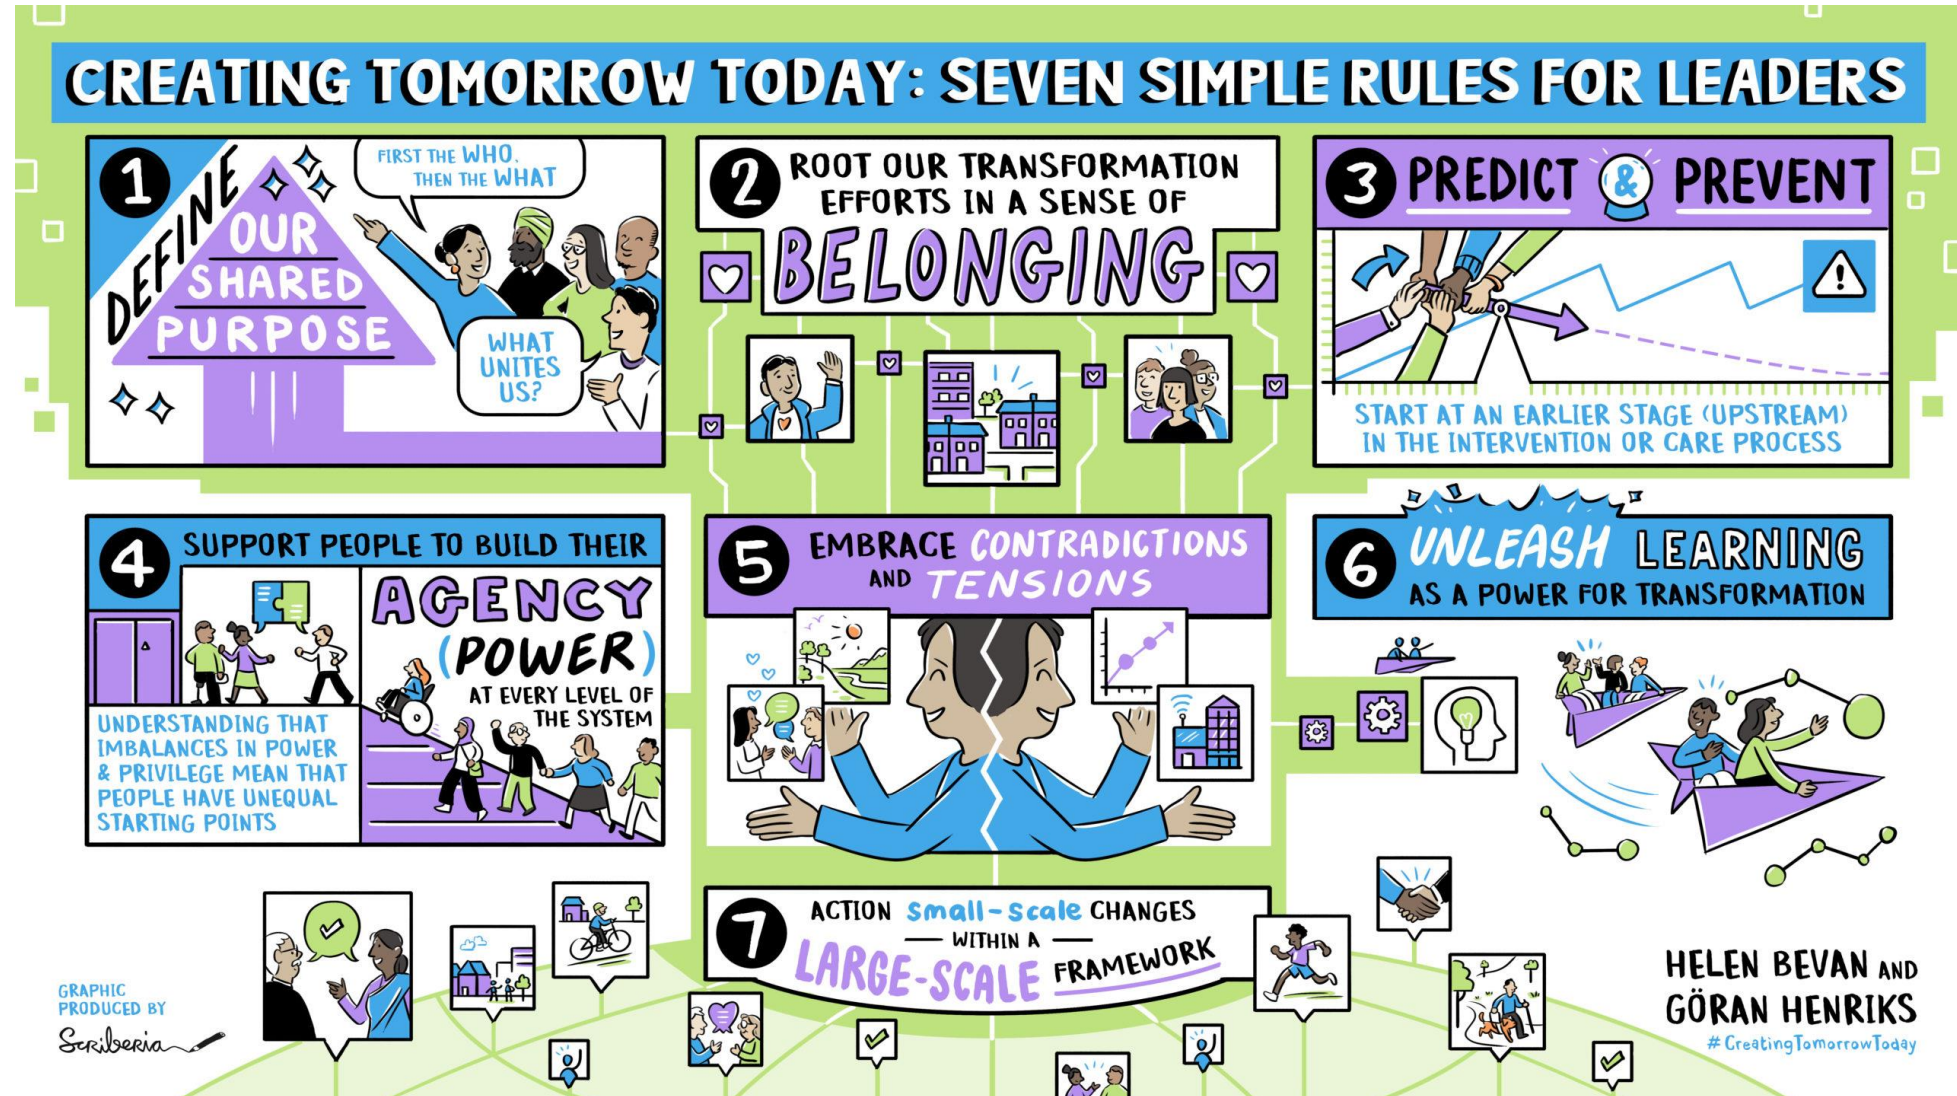 CREATING TOMORROW TODAY: SEVEN SIMPLE RULES FOR LEADERS
1
DEFINE
OUR
SHARED
PURPOSE
FIRST THE WHO.
THEN THE WHAT
WHAT
UNITES
US?
2
ROOT OUR TRANSFORMATION
EFFORTS IN A SENSE OF
BELONGING
3
PREDICT & PREVENT
!
START AT AN EARLIER STAGE (UPSTREAM)
IN THE INTERVENTION OR CARE PROCESS
4
SUPPORT PEOPLE TO BUILD THEIR
AGENCY
(POWER)
AT EVERY LEVEL OF
THE SYSTEM
UNDERSTANDING THAT
IMBALANCES IN POWER
& PRIVILEGE MEAN THAT
PEOPLE HAVE UNEQUAL
STARTING POINTS
5
EMBRACE CONTRADICTIONS
AND TENSIONS
6
UNLEASH LEARNING
AS A POWER FOR TRANSFORMATION
7
ACTION small-scale CHANGES
WITHIN A
LARGE-SCALE FRAMEWORK
GRAPHIC
PRODUCED BY
Scriberia
HELEN BEVAN AND
GÖRAN HENRIKS
#CreatingTomorrowToday